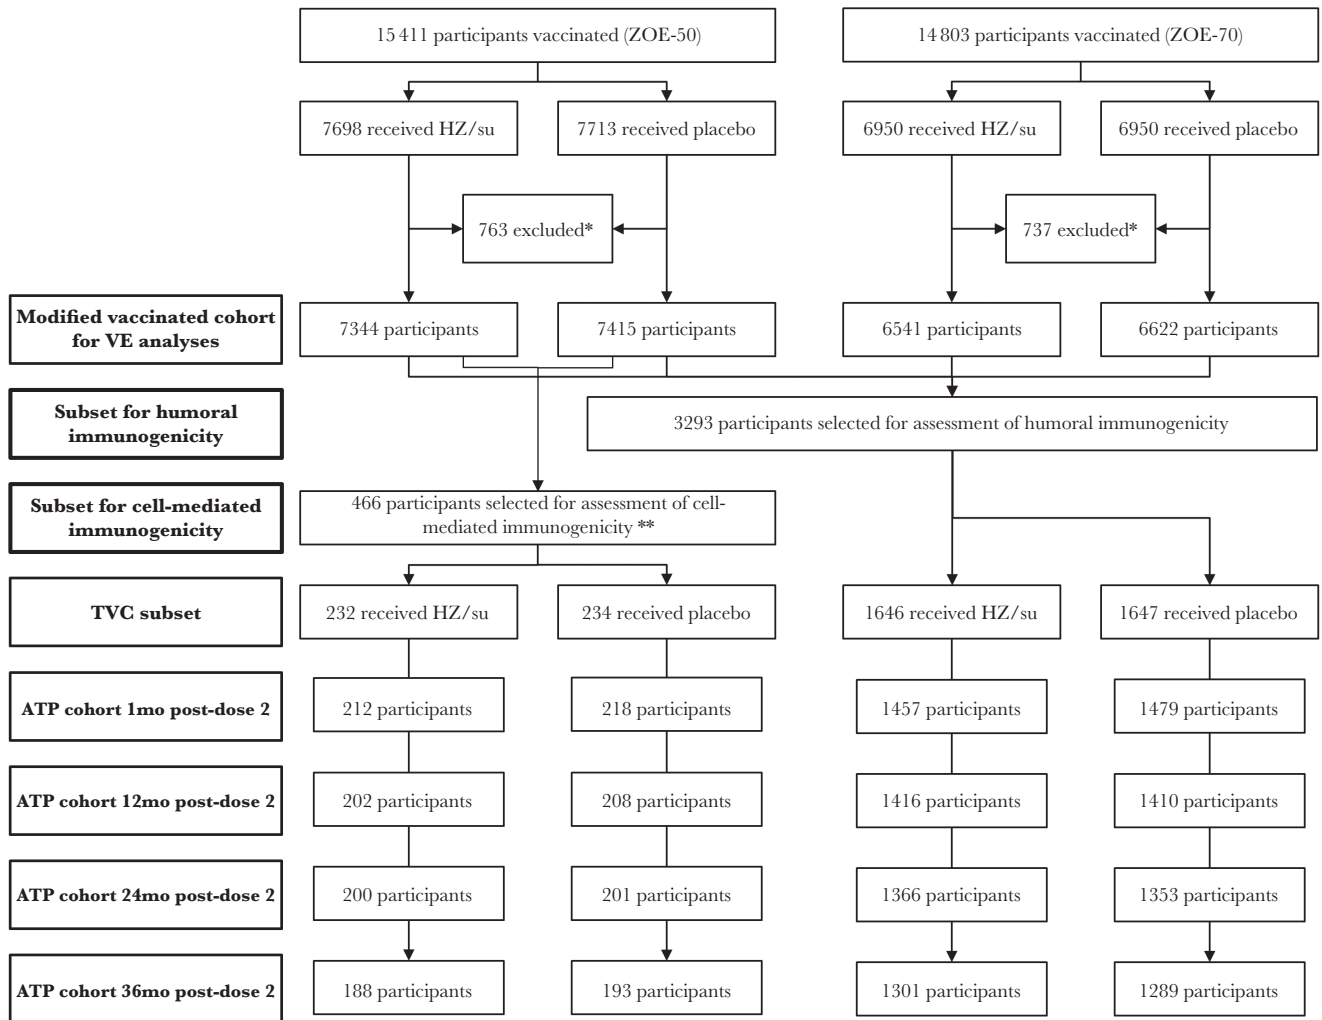 15 411 participants vaccinated (ZOE-50)
14 803 participants vaccinated (ZOE-70)
7698 received HZ/su
7713 received placebo
6950 received HZ/su
6950 received placebo
763 excluded*
737 excluded*
Modified vaccinated cohort
for VE analyses
7344 participants
7415 participants
6541 participants
6622 participants
Subset for humoral
immunogenicity
3293 participants selected for assessment of humoral immunogenicity
Subset for cell-mediated
immunogenicity
466 participants selected for assessment of cell-
mediated immunogenicity **
TVC subset
232 received HZ/su
234 received placebo
1646 received HZ/su
1647 received placebo
ATP cohort 1mo post-dose 2
212 participants
218 participants
1457 participants
1479 participants
ATP cohort 12mo post-dose 2
202 participants
208 participants
1416 participants
1410 participants
ATP cohort 24mo post-dose 2
200 participants
201 participants
1366 participants
1353 participants
ATP cohort 36mo post-dose 2
188 participants
193 participants
1301 participants
1289 participants